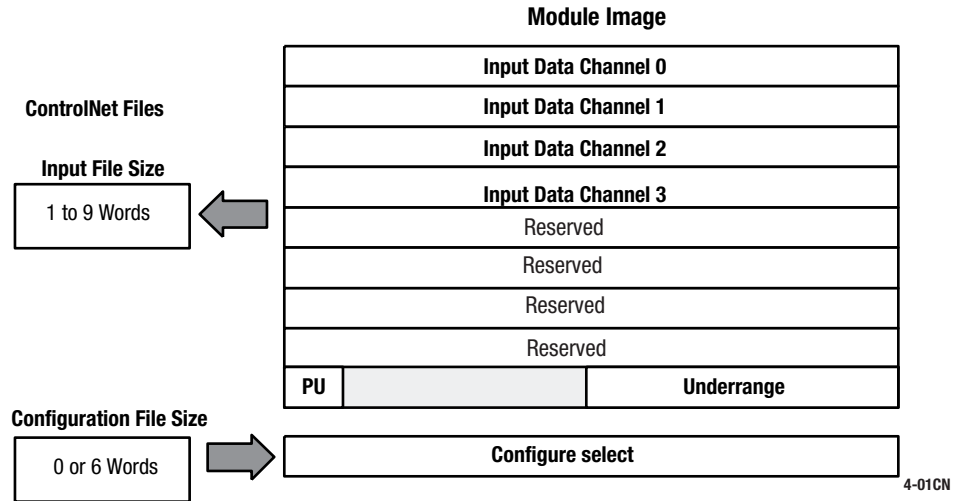 Module Image
Input Data Channel 0
ControlNet Files
Input Data Channel 1
Input Data Channel 2
Input File Size
1 to 9 Words
Input Data Channel 3
Reserved
Reserved
Reserved
Reserved
PU
Underrange
Configuration File Size
0 or 6 Words
Configure select
4-01CN